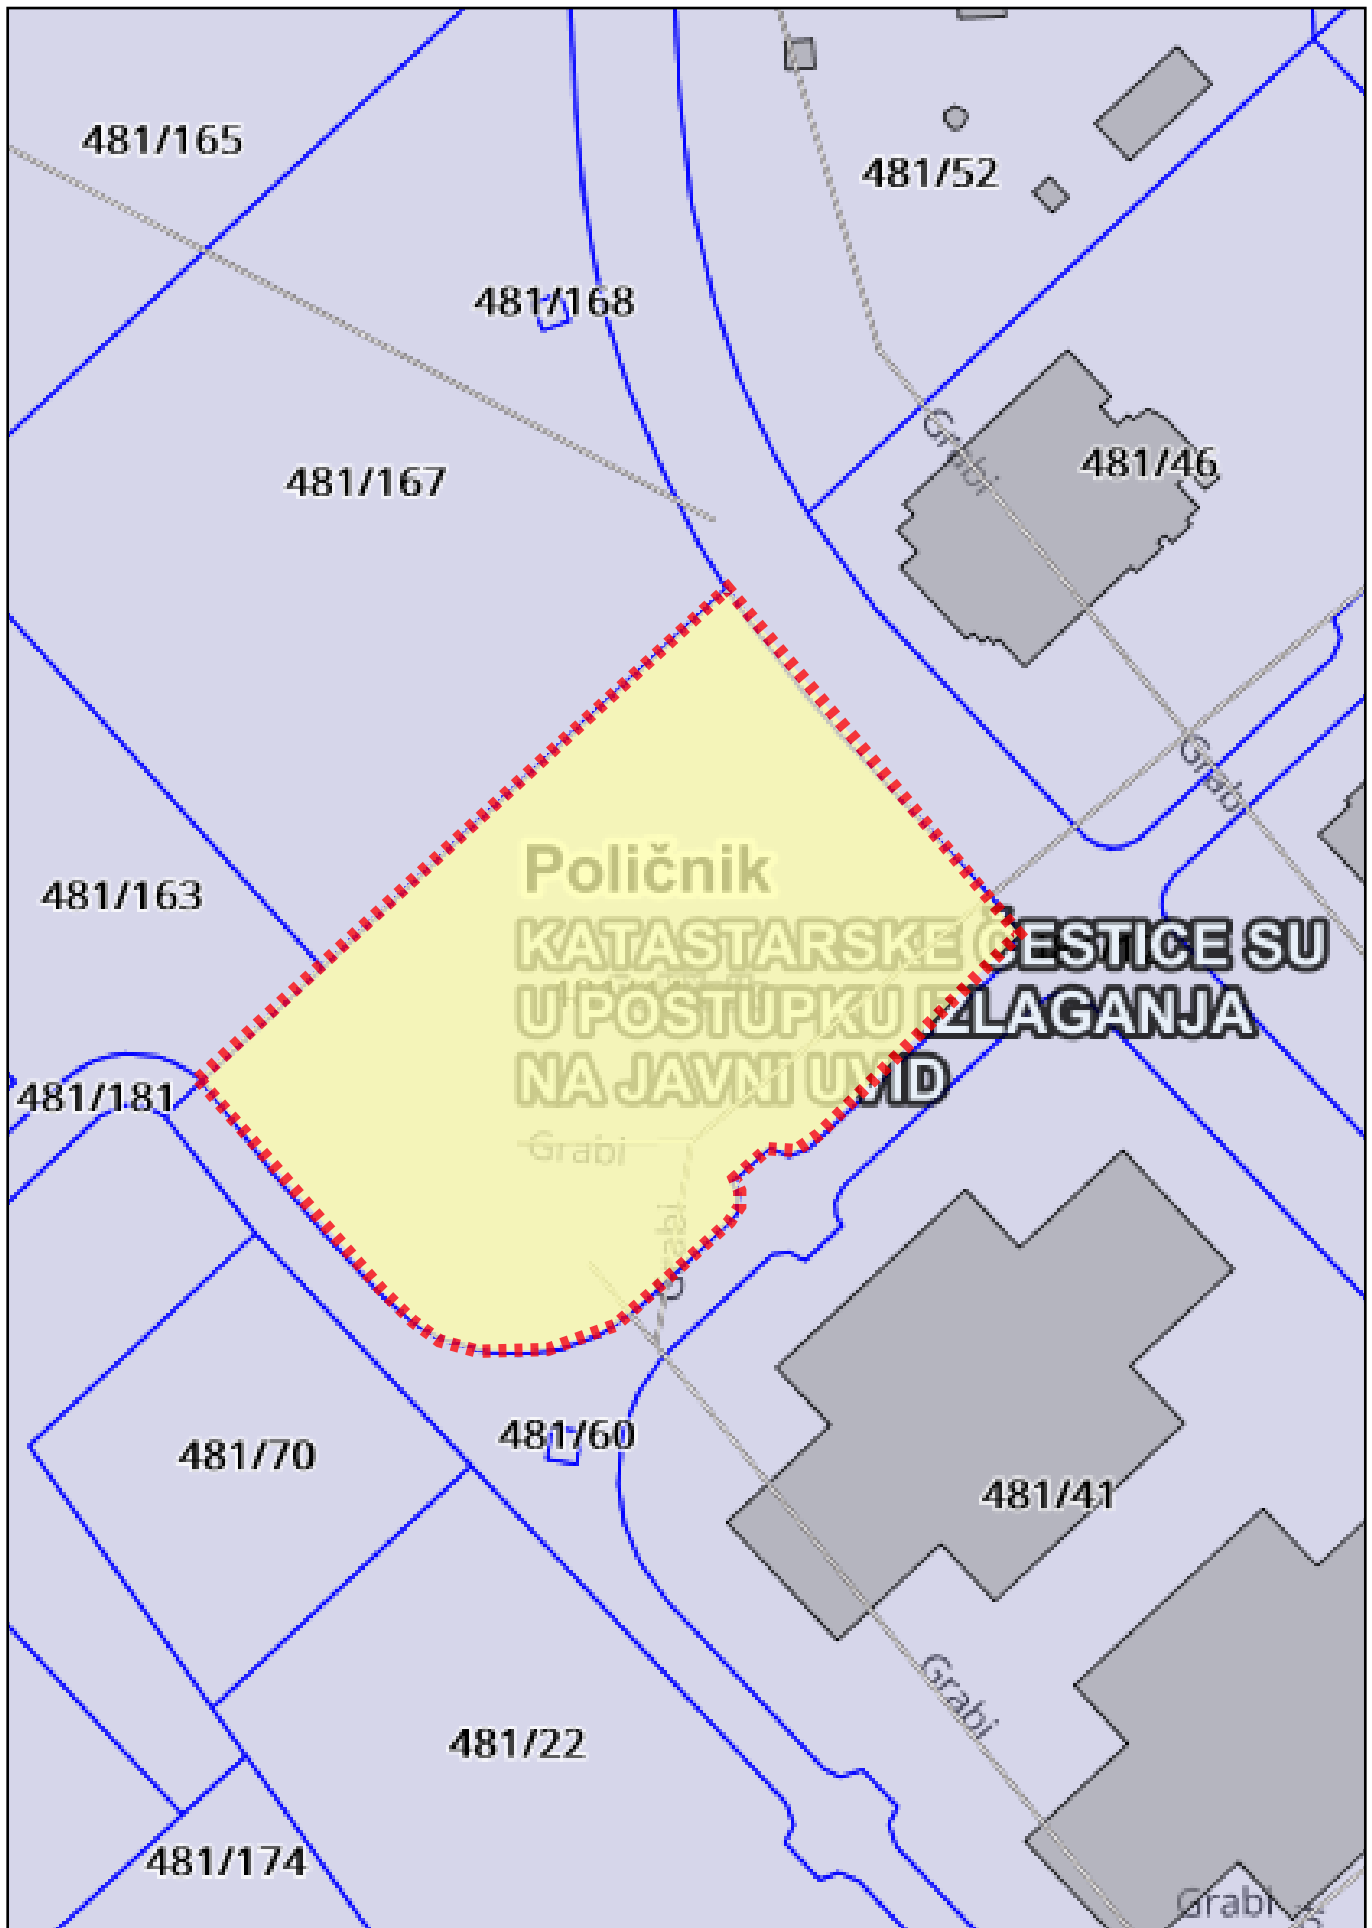 481/165
481/52
481/168
481/46
Grabi
481/167
Grabi
Poličnik
481/163
KATASTARSKE ČESTICE SU
U POSTUPKU IZLAGANJA
NA JAVNI UVID
481/181
Grabi
Grabi
481/60
481/70
481/41
Grabi
481/22
481/174
Grabi